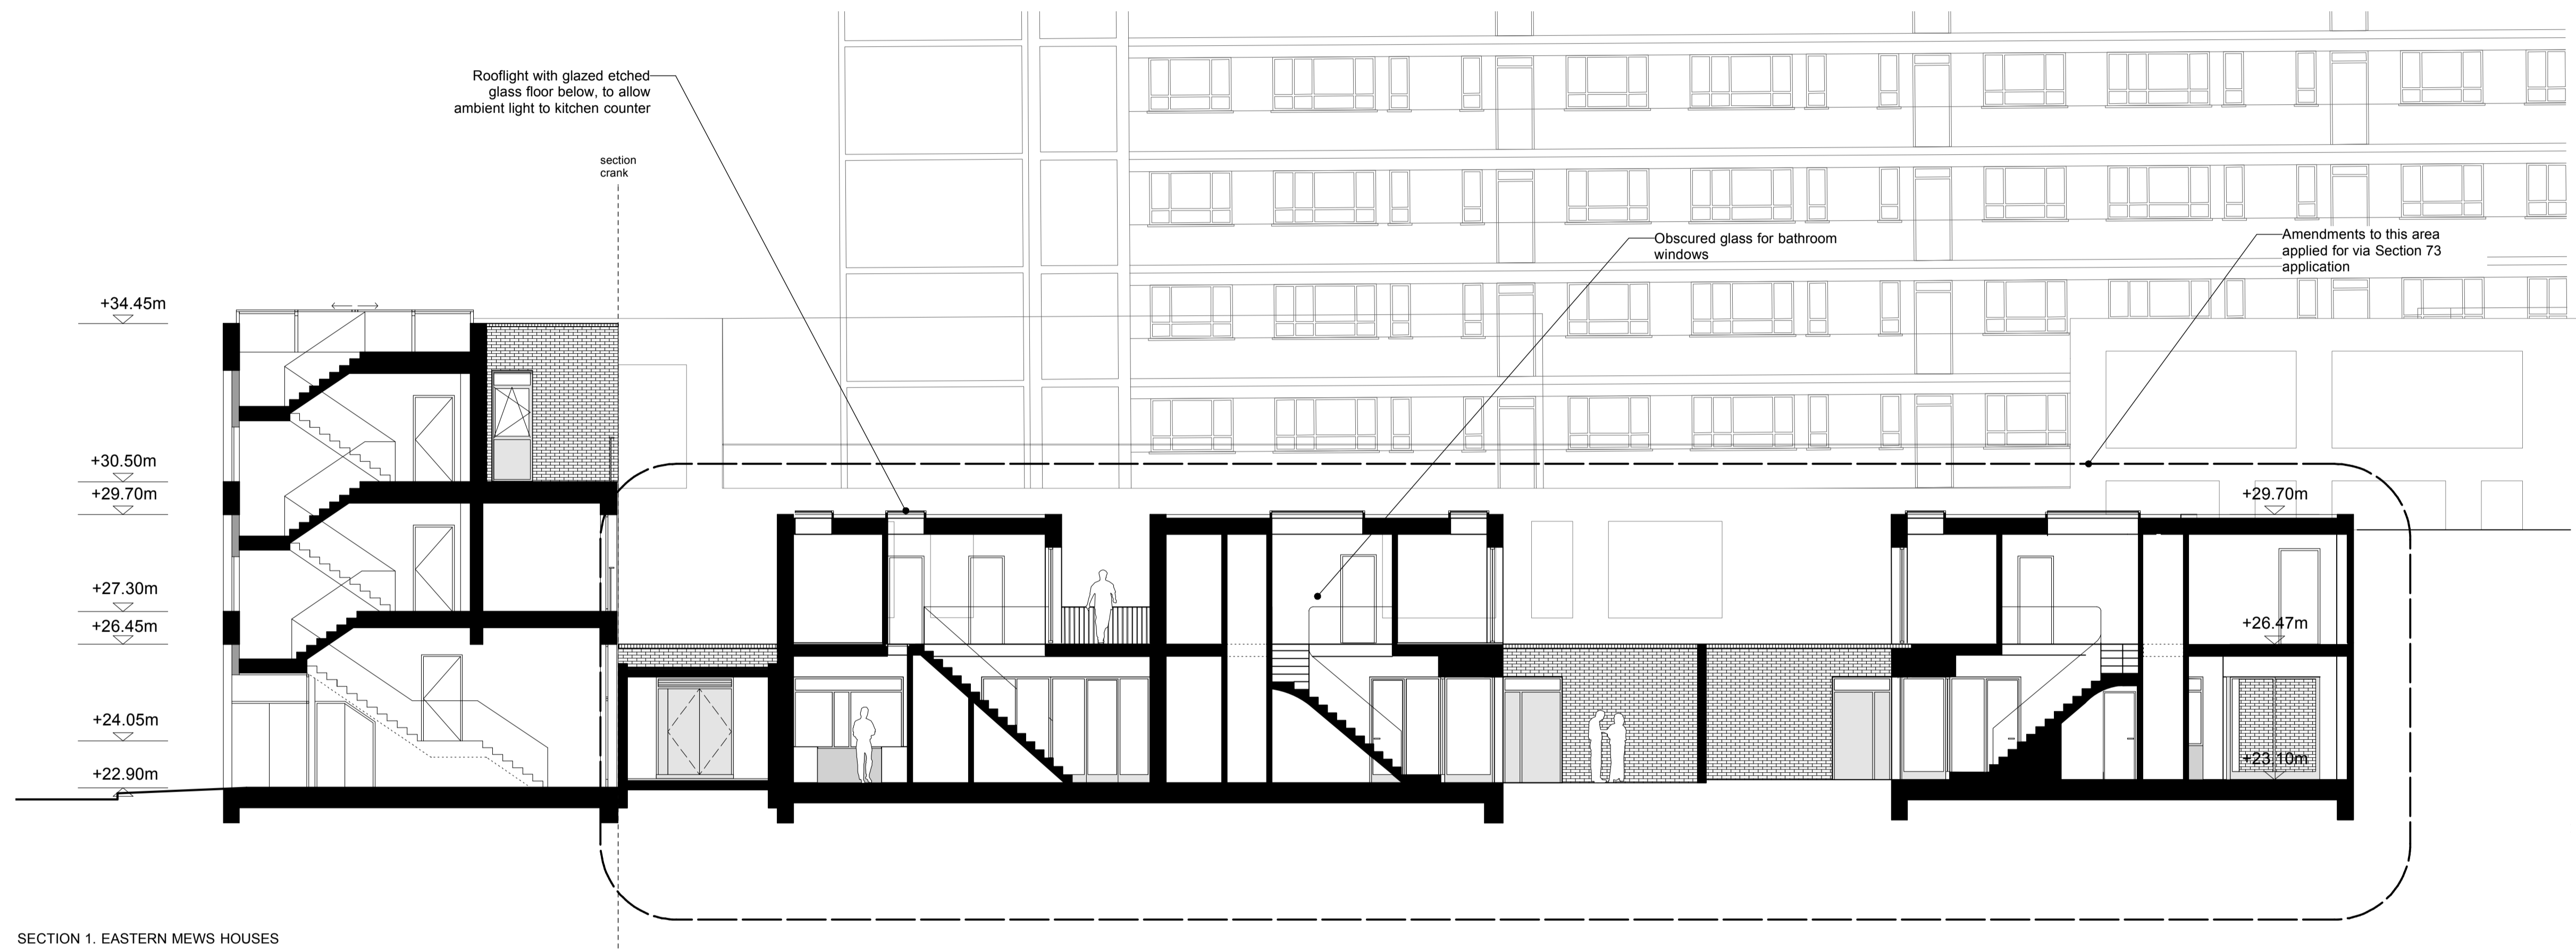 Rooflight with glazed etched
glass floor below, to allow
ambient light to kitchen counter
section
crank
Obscured glass for bathroom
windows
Amendments to this area
applied for via Section 73
application
+34.45m
+30.50m
+29.70m
+27.30m
+26.45m
+24.05m
+22.90m
+29.70m
+26.47m
+23.10m
SECTION 1. EASTERN MEWS HOUSES